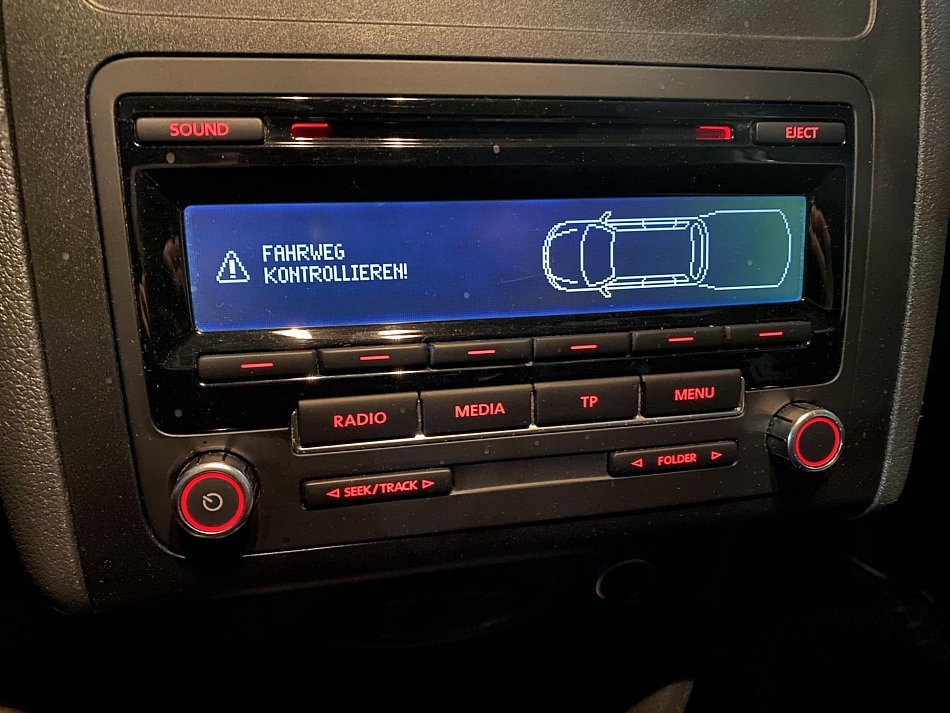 SOUND
EJECT
FAHRWEG
KONTROLLIEREN!
RADIO
MEDIA
TP
MENU
SEEK/TRACK
FOLDER